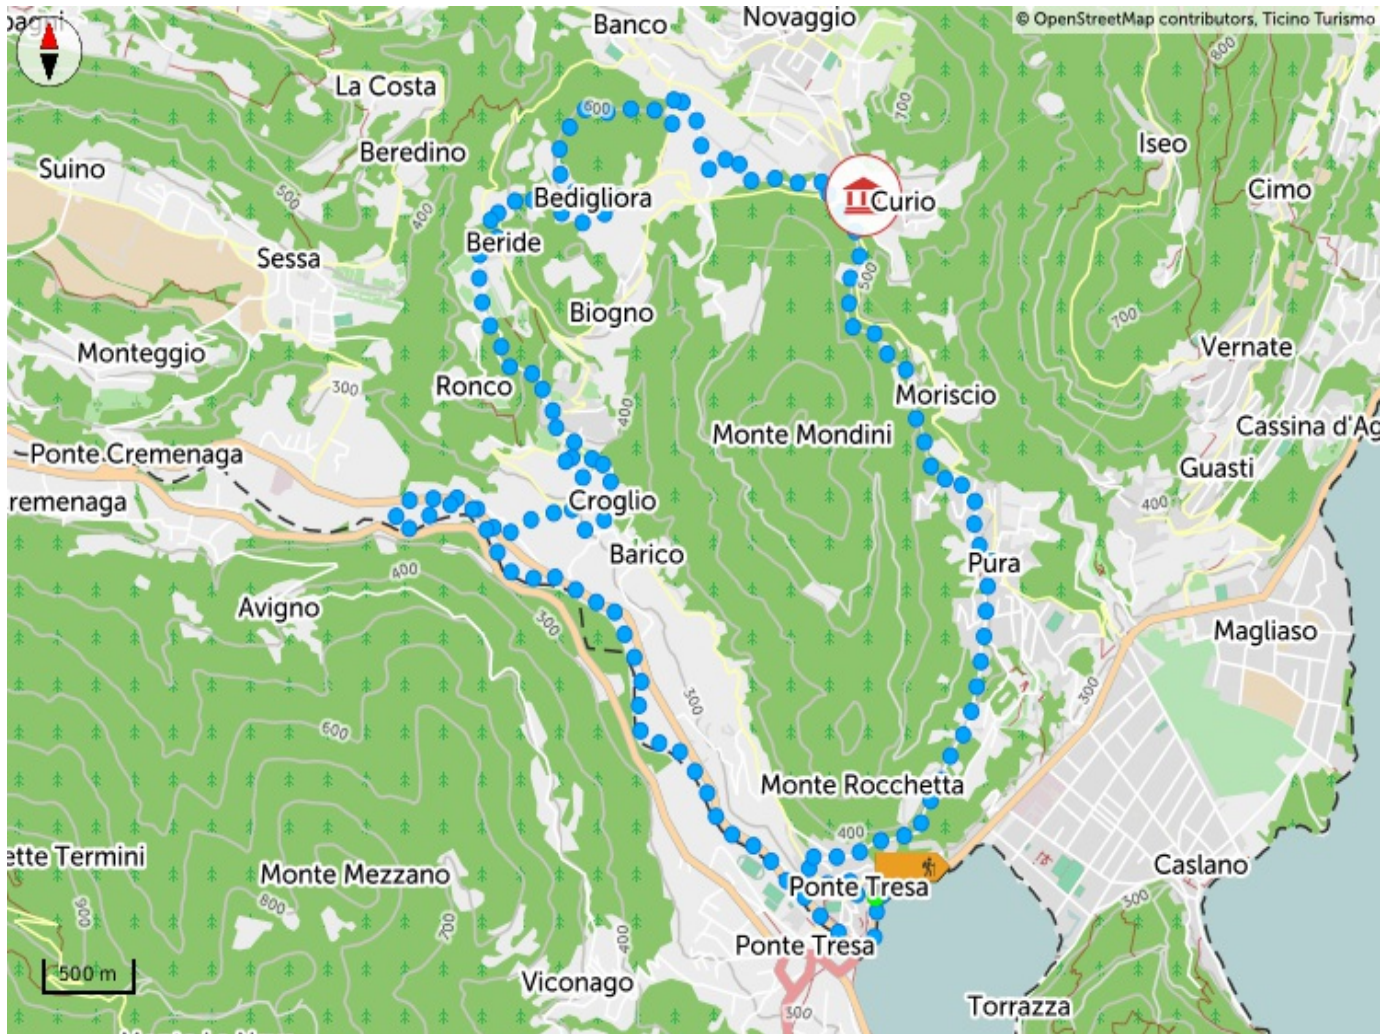 Banco
Novaggio
© OpenStreetMap contributors, Ticino Turismo
800
La Costa
700
600
Beredino
Iseo
Suino
500
Bedigliora
Curio
Cimo
400
Beride
Sessa
500
Biogno
700
Monteggio
Vernate
300
Ronco
Moriscio
400
Monte Mondini
Cassina d'Ag
Ponte Cremenaga
Guasti
remenaga
Croglio
400
Barico
Pura
400
Avigno
500
Magliaso
300
300
600
Monte Rocchetta
400
ette Termini
Caslano
Monte Mezzano
Ponte Tresa
800
300
900
700
400
Ponte Tresa
500 m
Viconago
300
Torrazza